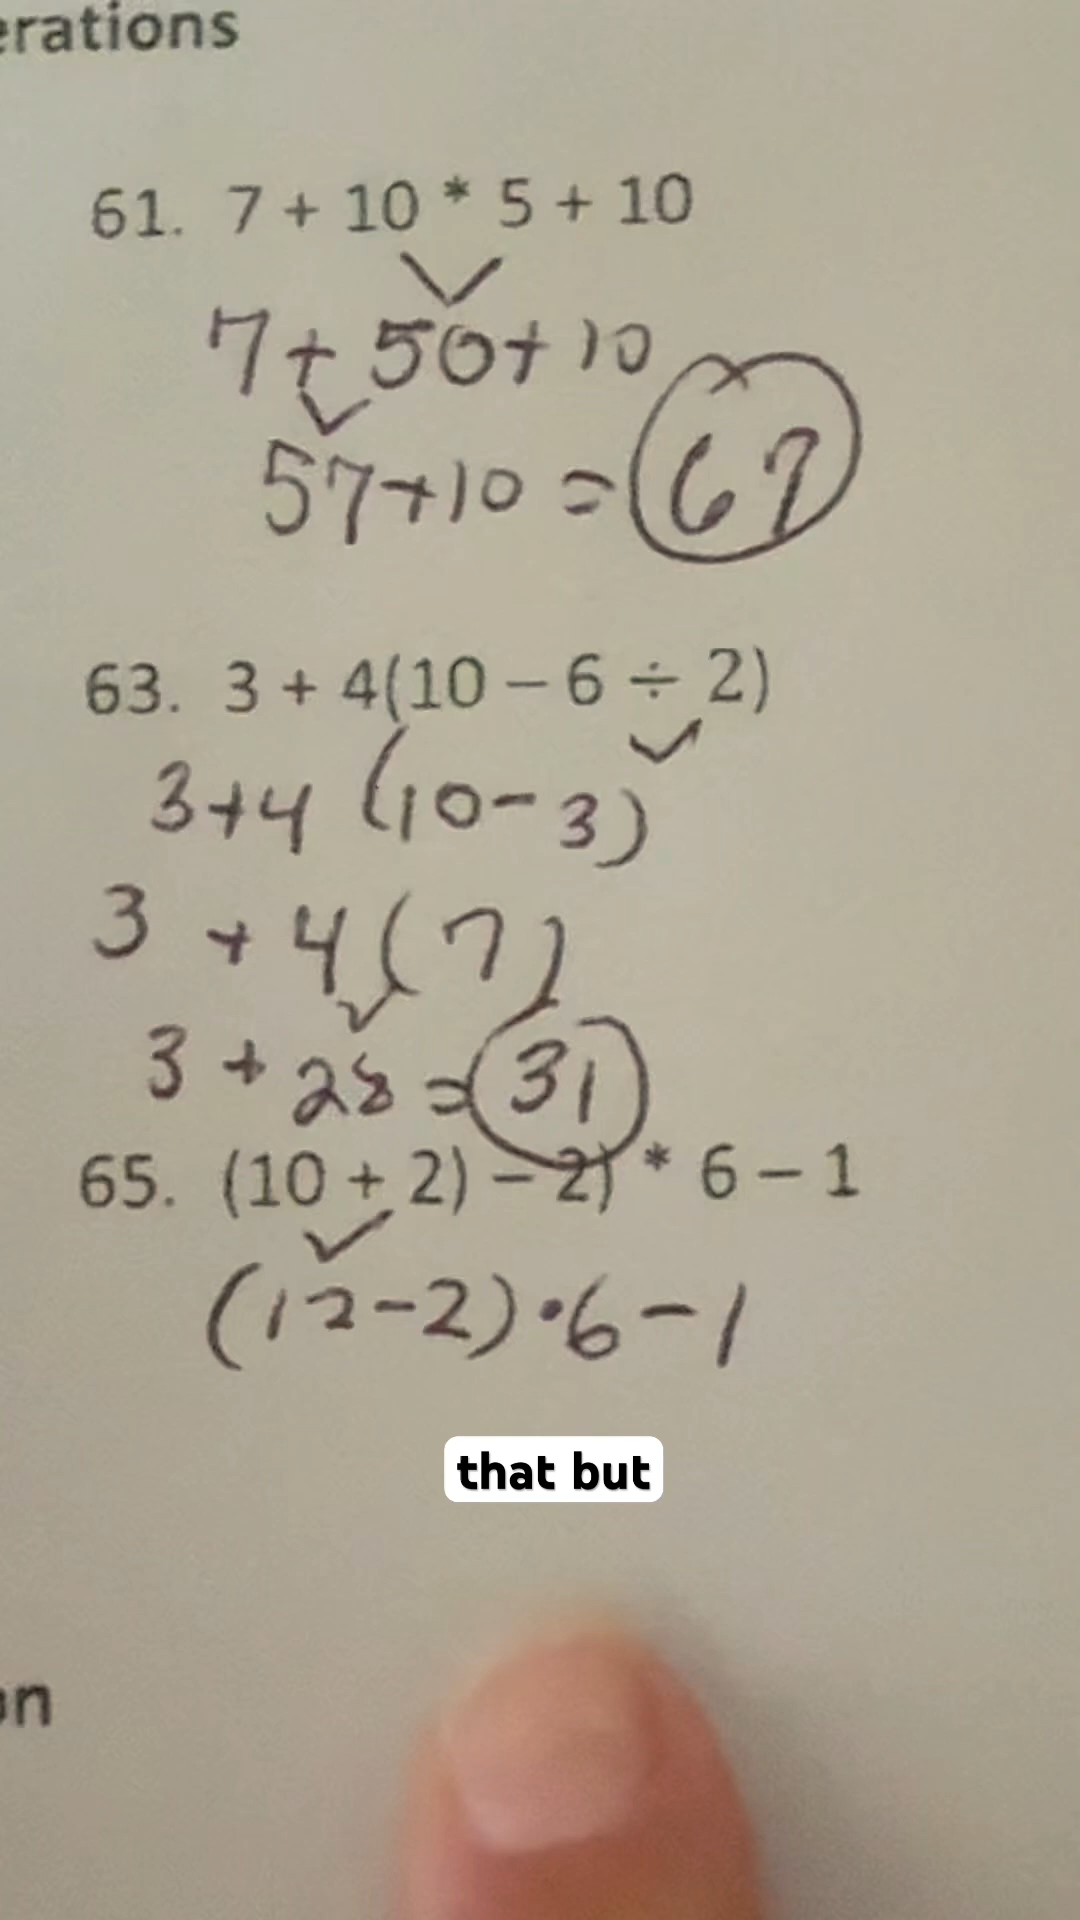 erations
61. 7 + 10 * 5 + 10
7 + 50 + 10
57 + 10 = 67
63. 3 + 4(10 – 6 ÷ 2)
3 + 4 (10 - 3)
3 + 4 (7)
3 + 28 = 31
65. (10 + 2) – 2) * 6 – 1
(12 - 2) · 6 - 1
that but
on